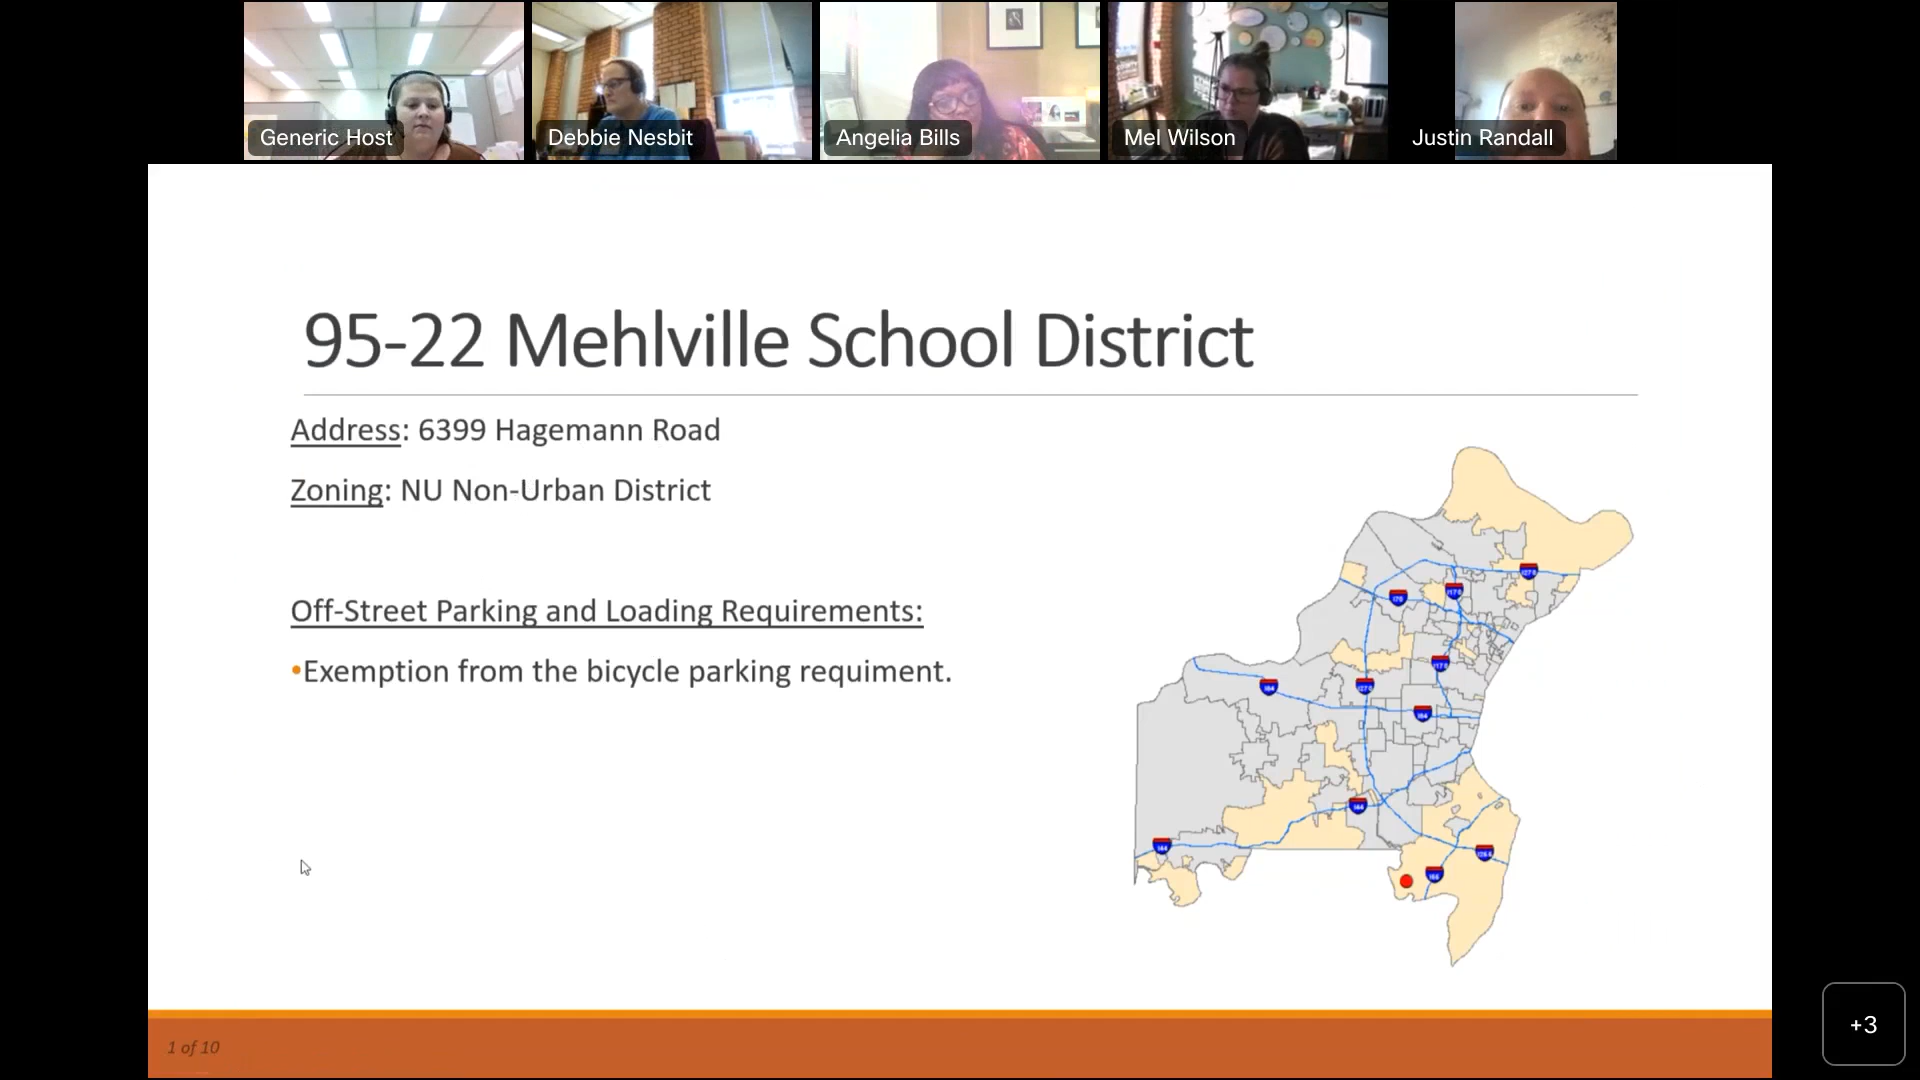 Generic Host
Debbie Nesbit
Angelia Bills
Mel Wilson
Justin Randall
95-22 Mehlville School District
Address: 6399 Hagemann Road
Zoning: NU Non-Urban District
Off-Street Parking and Loading Requirements:
•Exemption from the bicycle parking requiment.
1 of 10
+3